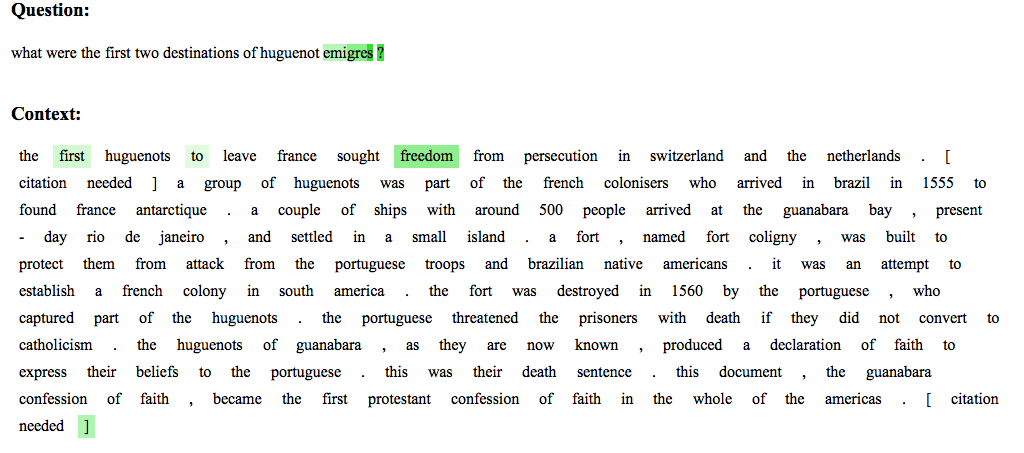 Question:
what were the first two destinations of huguenot emigres ?
Context:
the first huguenots to leave france sought freedom from persecution in switzerland and the netherlands . [
citation needed ] a group of huguenots was part of the french colonisers who arrived in brazil in 1555 to
found france antarctique . a couple of ships with around 500 people arrived at the guanabara bay , present
- day rio de janeiro , and settled in a small island . a fort , named fort coligny , was built to
protect them from attack from the portuguese troops and brazilian native americans . it was an attempt to
establish a french colony in south america . the fort was destroyed in 1560 by the portuguese , who
captured part of the huguenots . the portuguese threatened the prisoners with death if they did not convert to
catholicism . the huguenots of guanabara , as they are now known , produced a declaration of faith to
express their beliefs to the portuguese . this was their death sentence . this document , the guanabara
confession of faith , became the first protestant confession of faith in the whole of the americas . [ citation
needed ]